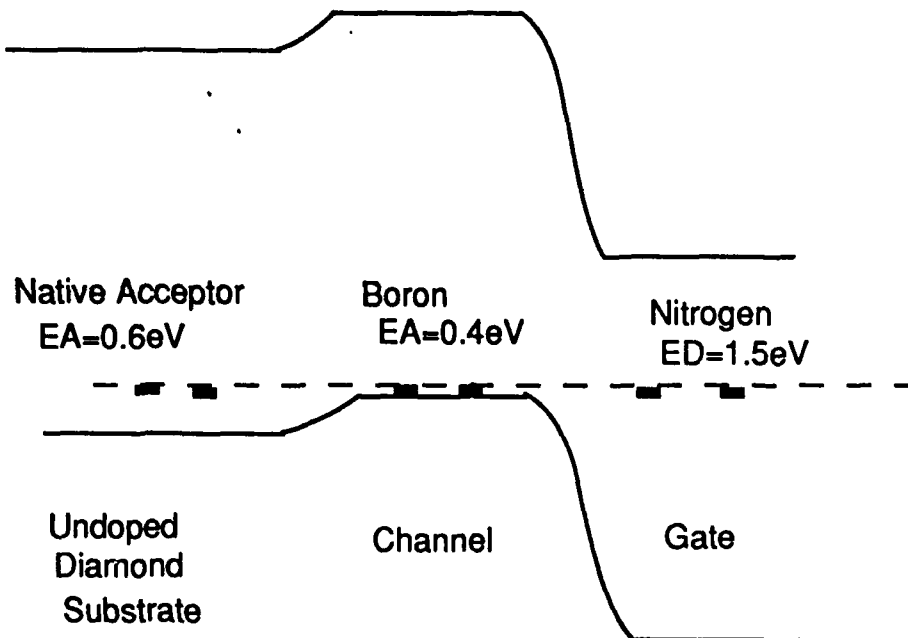 Native Acceptor
EA=0.6eV
Boron
EA=0.4eV
Nitrogen
ED=1.5eV
Undoped
Diamond
Substrate
Channel
Gate